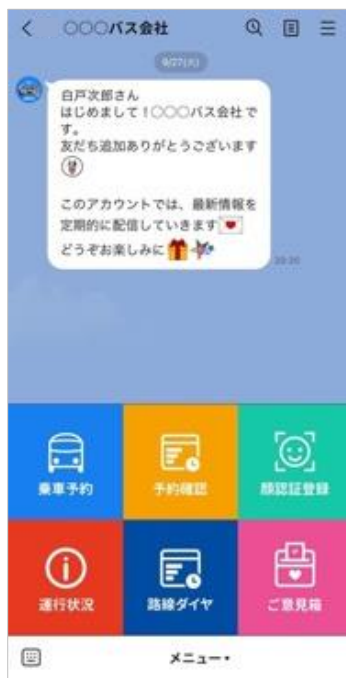 ○○○バス会社
9/27(火)
白戸次郎さん
はじめまして！○○○バス会社で
す。
友だち追加ありがとうございます
このアカウントでは、最新情報を
定期的に配信していきます
どうぞお楽しみに
20:20
乗車予約
予約確認
顔認証登録
運行状況
路線ダイヤ
ご意見箱
メニュー・